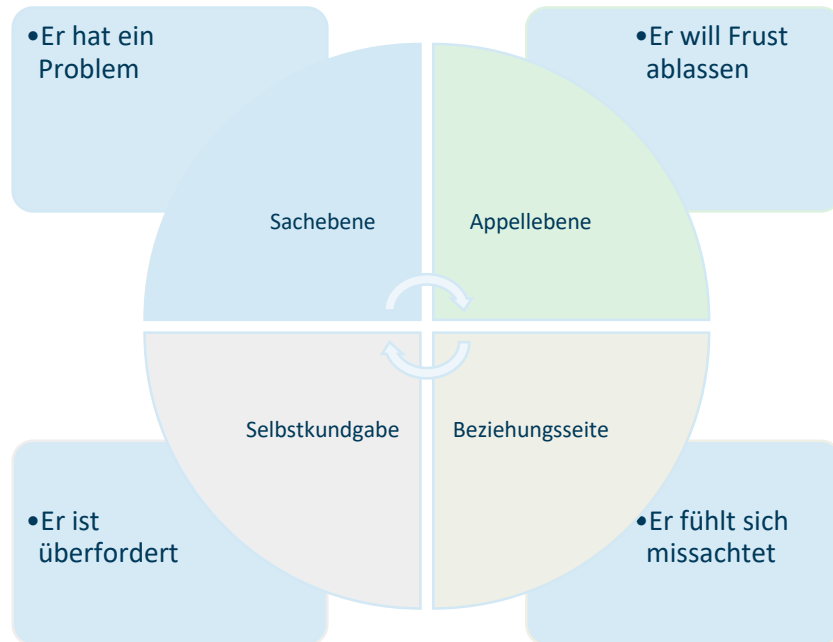 •Er hat ein
Problem
•Er will Frust
ablassen
Sachebene
Appellebene
Selbstkundgabe
Beziehungsseite
•Er ist
überfordert
•Er fühlt sich
missachtet